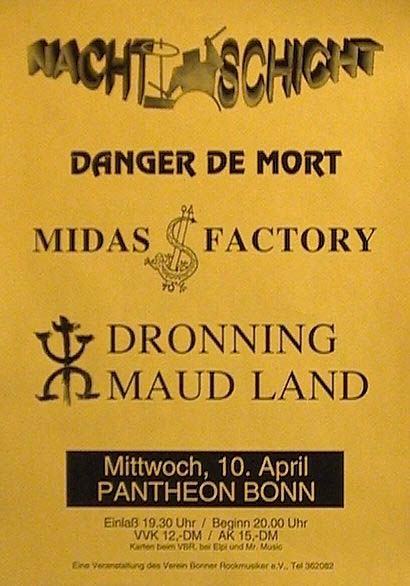 NACHT SCHICHT
DANGER DE MORT
MIDAS FACTORY
DRONNING
MAUD LAND
Mittwoch, 10. April
PANTHEON BONN
Einlaß 19.30 Uhr / Beginn 20.00 Uhr
VVK 12,-DM / AK 15,-DM
Karten beim VBR, bei Elpi und Mr. Music
Eine Veranstaltung des Verein Bonner Rockmusiker e.V., Tel 362082